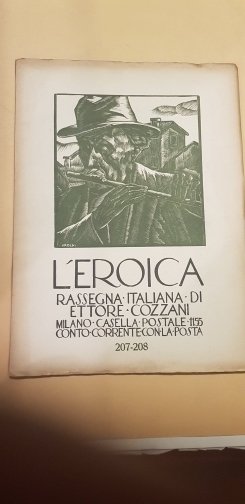 L'EROICA
RASSEGNA·ITALIANA·DI
ETTORE·COZZANI
MILANO·CASELLA·POSTALE·1155
CONTO·CORRENTE·CON·LA·POSTA
207-208